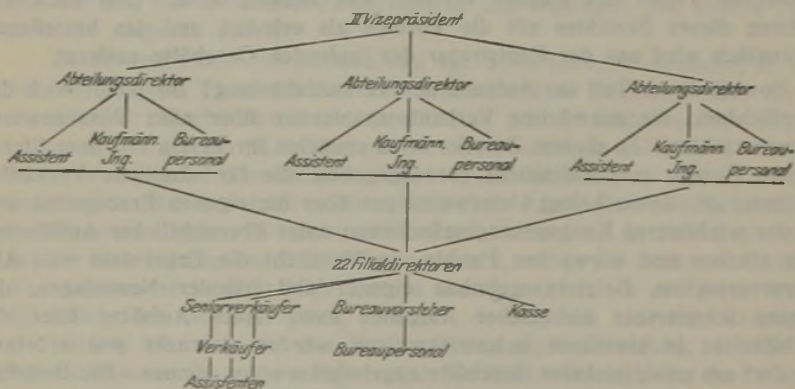 II Vizepräsident
Abteilungsdirektor Abteilungsdirektor Abteilungsdirektor
Kaufmänn. Bureau- Kaufmänn. Bureau- Kaufmänn. Bureau-
Assistent Jng. personal Assistent Jng. personal Assistent Jng. personal
22 Filialdirektoren
Seniorverkäufer Bureauvorsteher Kasse
Verkäufer Bureaupersonal
Assistenten